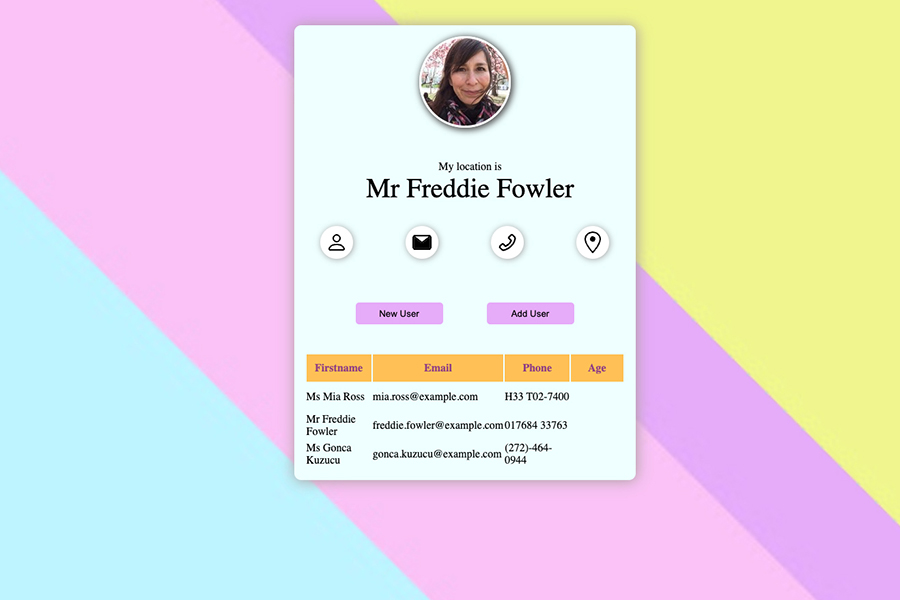 My location is
Mr Freddie Fowler
New User Add User
Firstname Email Phone Age
Ms Mia Ross mia.ross@example.com H33 T02-7400
Mr Freddie
Fowler freddie.fowler@example.com 017684 33763
Ms Gonca
Kuzucu gonca.kuzucu@example.com (272)-464-
0944